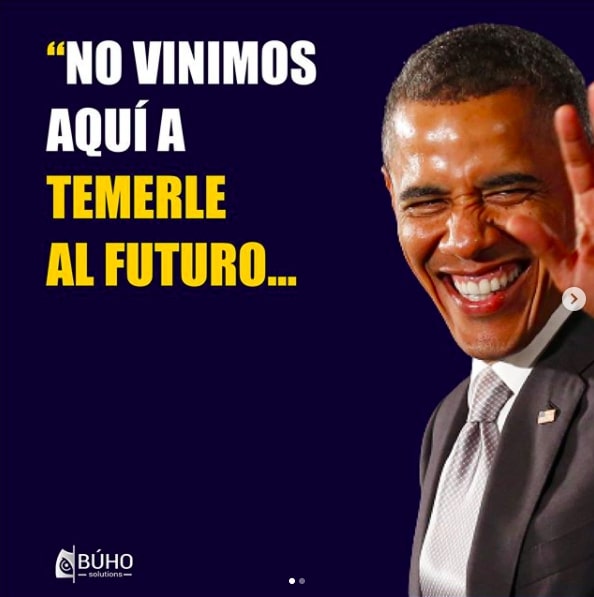 “NO VINIMOS
AQUÍ A
TEMERLE
AL FUTURO...
BÚHO
solutions